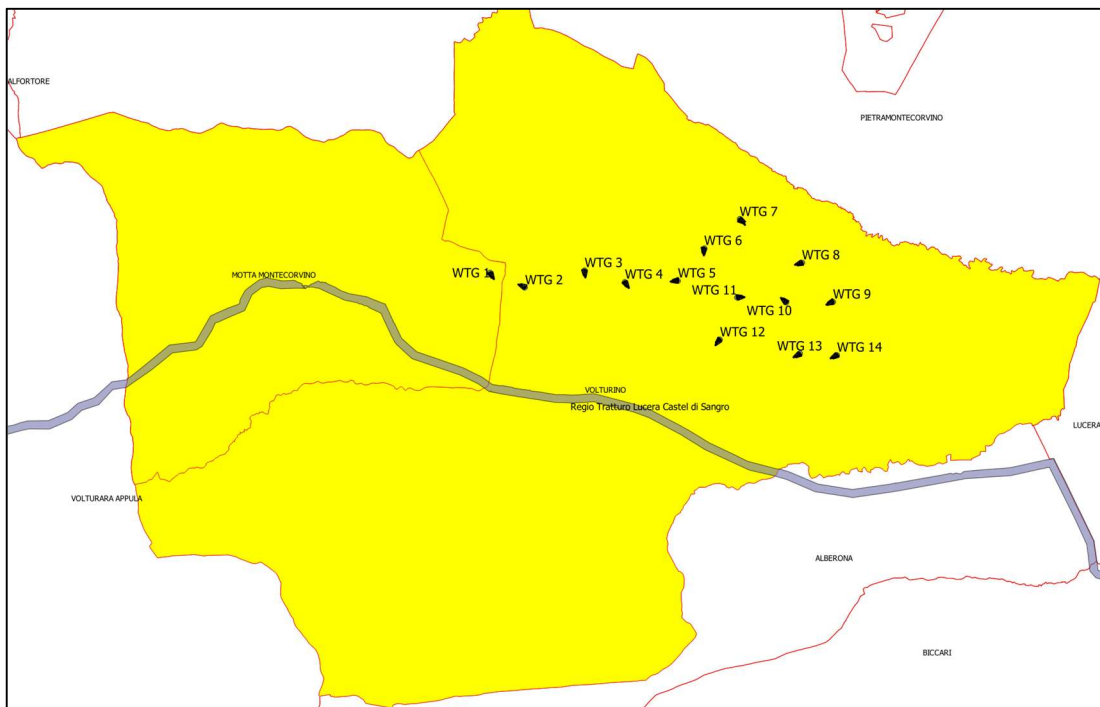 ALFORTORE
PIETRAMONTECORVINO
WTG 7
WTG 6
WTG 8
WTG 3
WTG 1
MOTTA MONTECORVINO
WTG 5
WTG 4
WTG 2
WTG 11
WTG 9
WTG 10
WTG 12
WTG 13
WTG 14
VOLTURINO
Regio Tratturo Lucera Castel di Sangro
LUCERA
VOLTURARA APPULA
ALBERONA
BICCARI